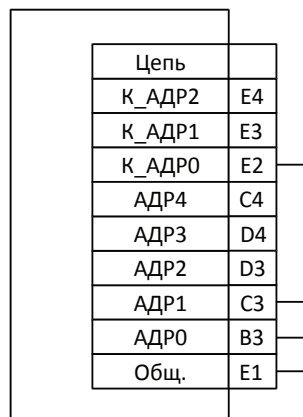 Цепь
К_АДР2 E4
К_АДР1 E3
К_АДР0 E2
АДР4 C4
АДР3 D4
АДР2 D3
АДР1 C3
АДР0 B3
Общ. E1